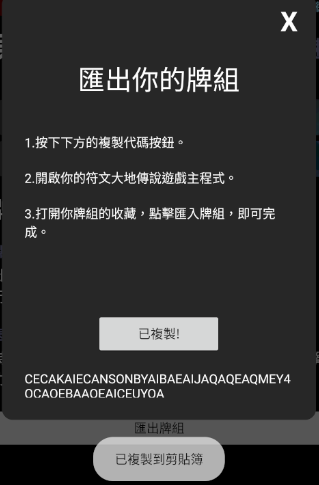 X
匯出你的牌組
1.按下下方的複製代碼按鈕。
2.開啟你的符文大地傳說遊戲主程式。
3.打開你牌組的收藏，點擊匯入牌組，即可完
成。
已複製!
CECAKAIECANSONBYAIBAEAIJAQAQEAQMEY4
OCAOEBAAOEAICEUYOA
匯出牌組
已複製到剪貼簿